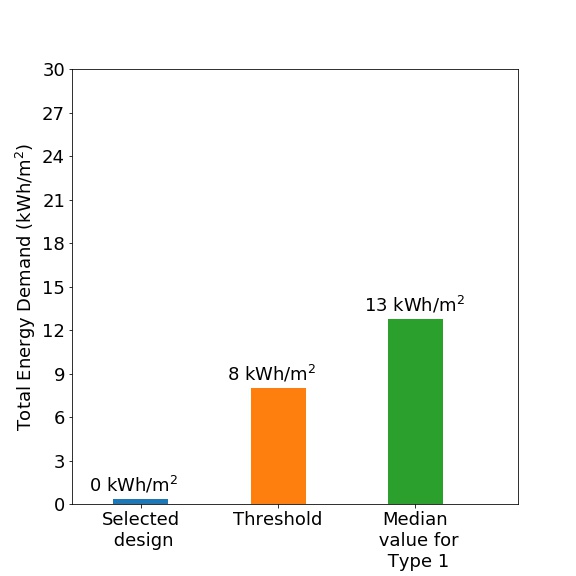 Total Energy Demand (kWh/m²)
30
27
24
21
18
15
12
9
6
3
0
0 kWh/m²
8 kWh/m²
13 kWh/m²
Selected
design
Threshold
Median
value for
Type 1